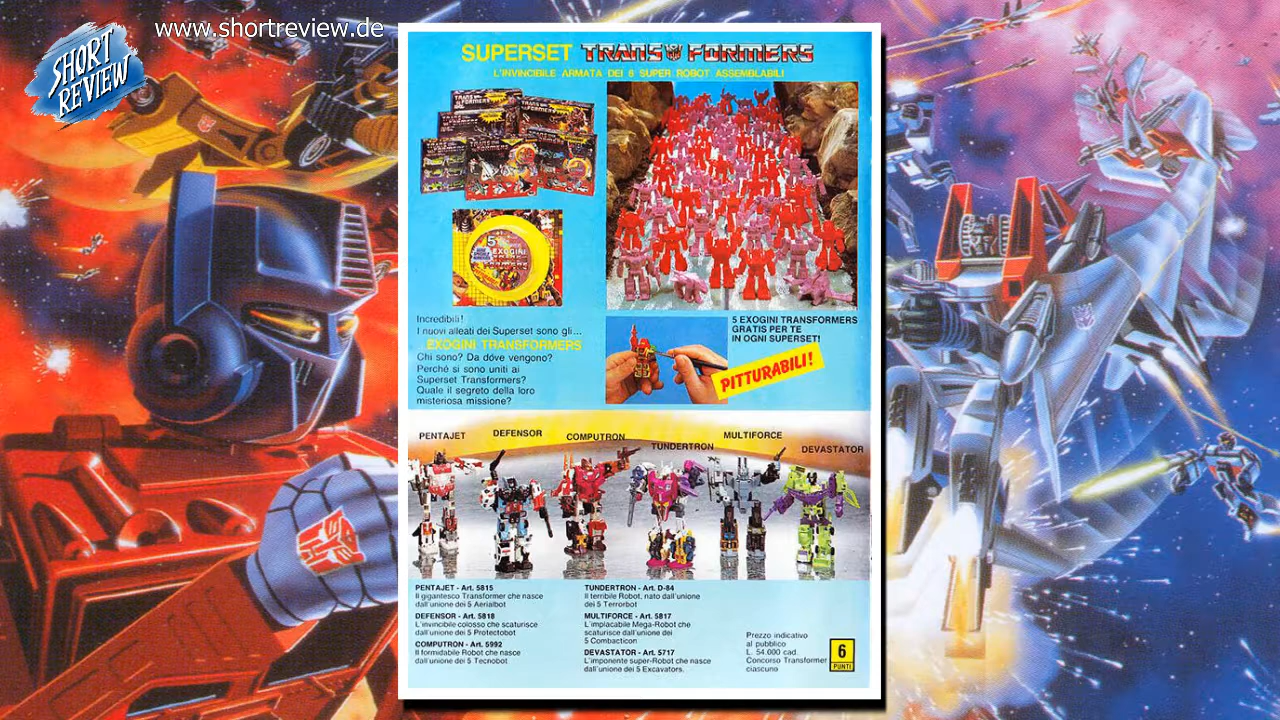 SHORT REVIEW
www.shortreview.de
SUPERSET TRANSFORMERS
L'INVINCIBILE ARMATA DEI 6 SUPER ROBOT ASSEMBLABILI
Incredibili!
I nuovi alleati dei Superset sono gli...
EXOGINI TRANSFORMERS
Chi sono? Da dóve vengono?
Perché si sono uniti ai
Superset Transformers?
Quale il segreto della loro
misteriosa missione?
5 EXOGINI TRANSFORMERS
GRATIS PER TE
IN OGNI SUPERSET!
PITTURABILI!
PENTAJET
DEFENSOR
COMPUTRON
TUNDERTRON
MULTIFORCE
DEVASTATOR
PENTAJET - Art. 5815
Il gigantesco Transformer che nasce
dall'unione dei 5 Aerialbot
DEFENSOR - Art. 5818
L'invincibile colosso che scaturisce
dall'unione dei 5 Protectobot
COMPUTRON - Art. 5992
Il formidabile Robot che nasce
dall'unione dei 5 Tecnobot
TUNDERTRON - Art. D-84
Il terribile Robot, nato dall'unione
dei 5 Terrorbot
MULTIFORCE - Art. 5817
L'implacabile Mega-Robot che
scaturisce dall'unione dei
5 Combacticon
DEVASTATOR - Art. 5717
L'imponente super-Robot che nasce
dall'unione dei 5 Excavators.
Prezzo indicativo
al pubblico
L. 54.000 cad.
Concorso Transformer
ciascuno
6
PUNTI